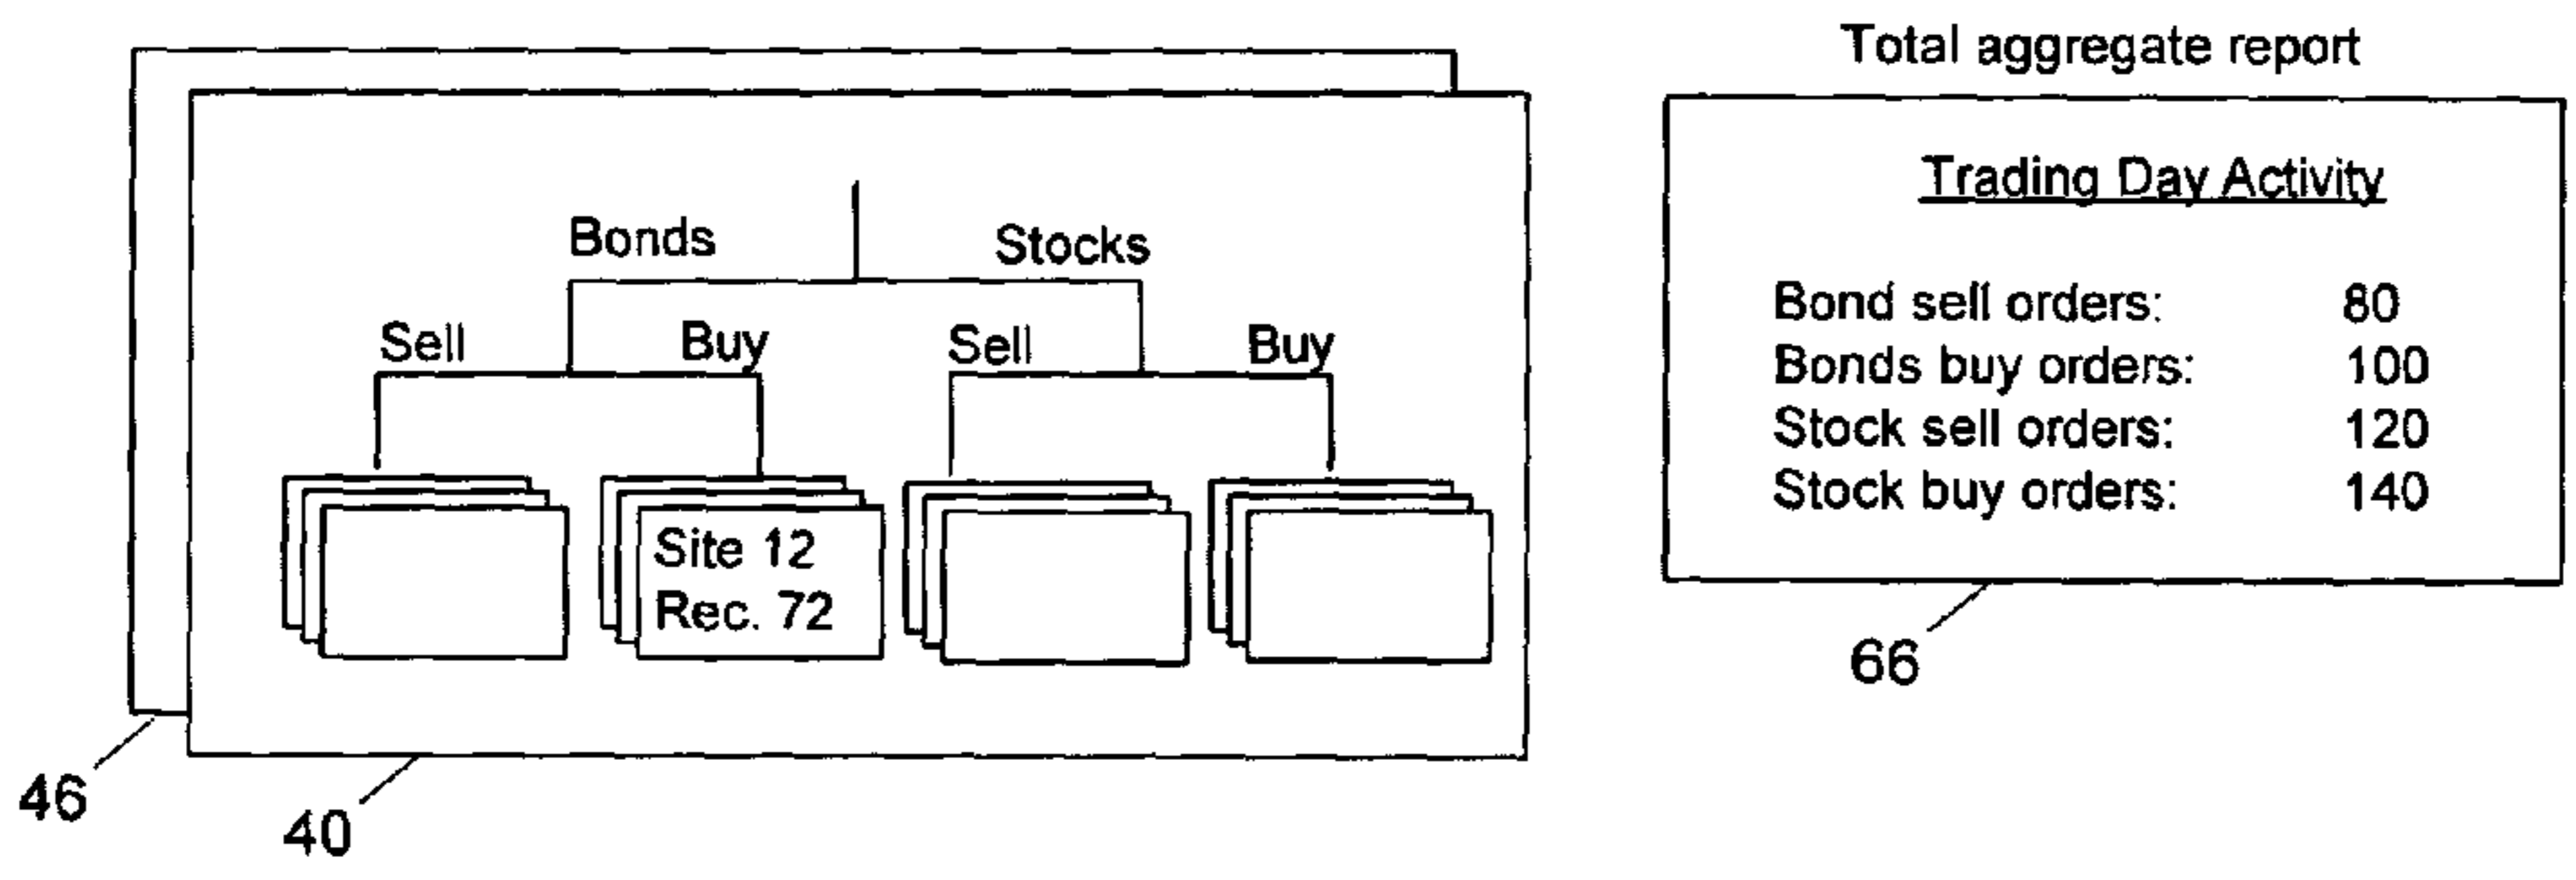 Total aggregate report
Bonds
Stocks
Sell
Buy
Sell
Buy
Site 12
Rec. 72
46
40
Trading Day Activity
Bond sell orders: 80
Bonds buy orders: 100
Stock sell orders: 120
Stock buy orders: 140
66